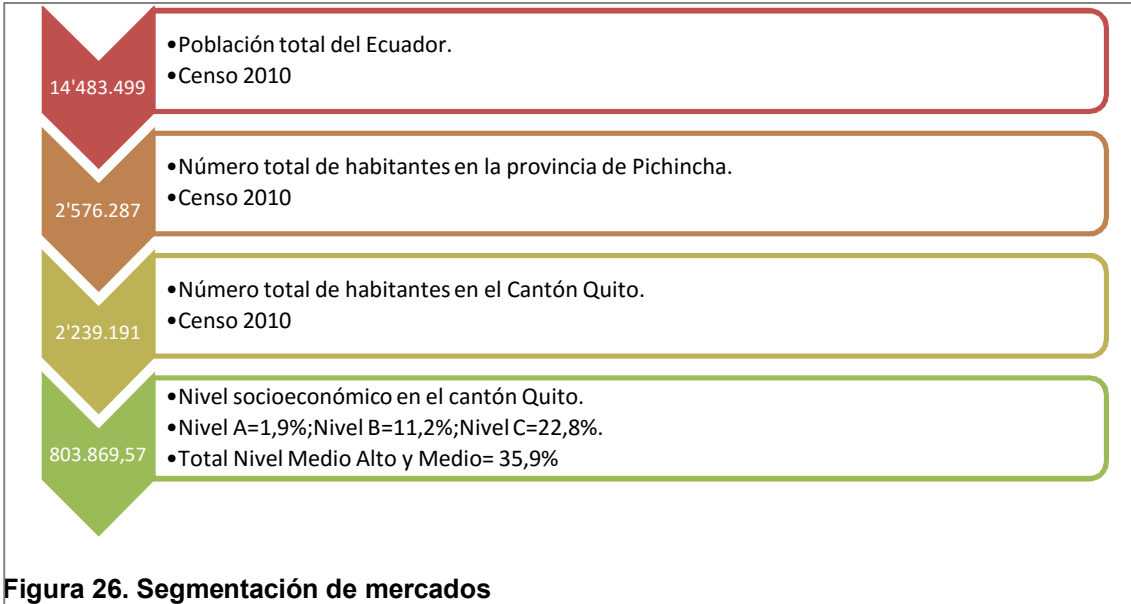 14'483.499
•Población total del Ecuador.
•Censo 2010
2'576.287
•Número total de habitantes en la provincia de Pichincha.
•Censo 2010
2'239.191
•Número total de habitantes en el Cantón Quito.
•Censo 2010
803.869,57
•Nivel socioeconómico en el cantón Quito.
•Nivel A=1,9%;Nivel B=11,2%;Nivel C=22,8%.
•Total Nivel Medio Alto y Medio= 35,9%
Figura 26. Segmentación de mercados